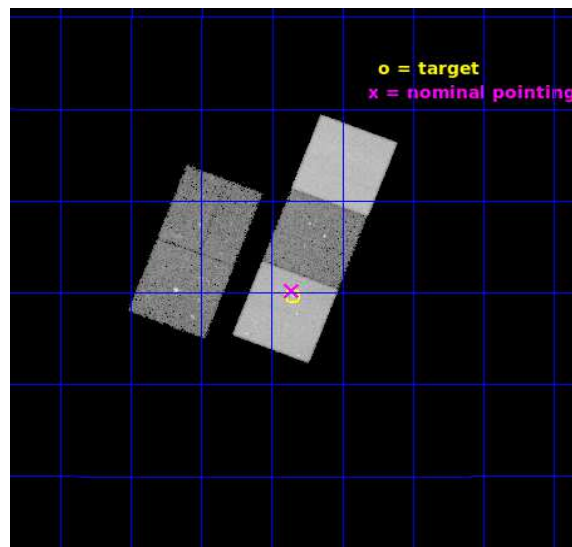 o = target
x = nominal pointing